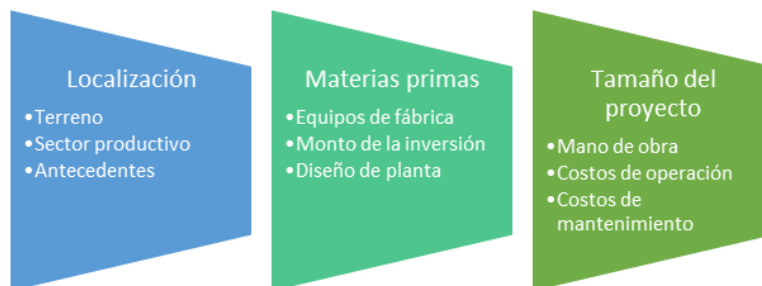 Localización
•Terreno
•Sector productivo
•Antecedentes
Materias primas
•Equipos de fábrica
•Monto de la inversión
•Diseño de planta
Tamaño del
proyecto
•Mano de obra
•Costos de operación
•Costos de
mantenimiento